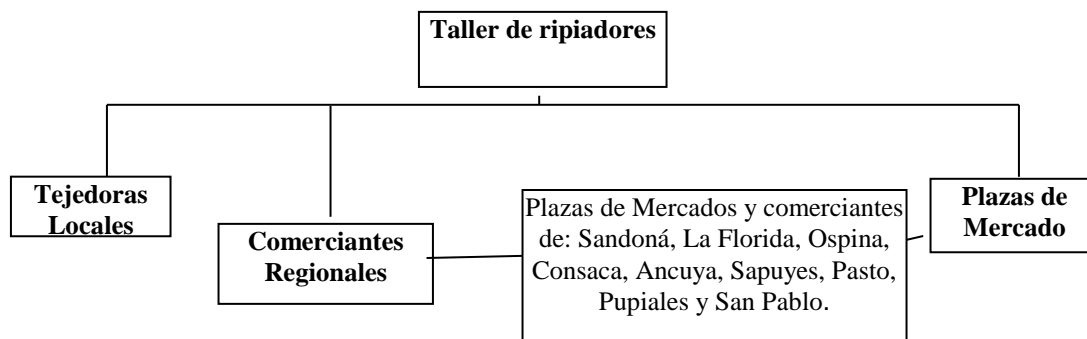 Taller de ripiadores
Tejedoras
Locales
Comerciantes
Regionales
Plazas de Mercados y comerciantes
de: Sandoná, La Florida, Ospina,
Consaca, Ancuya, Sapuyes, Pasto,
Pupiales y San Pablo.
Plazas de
Mercado